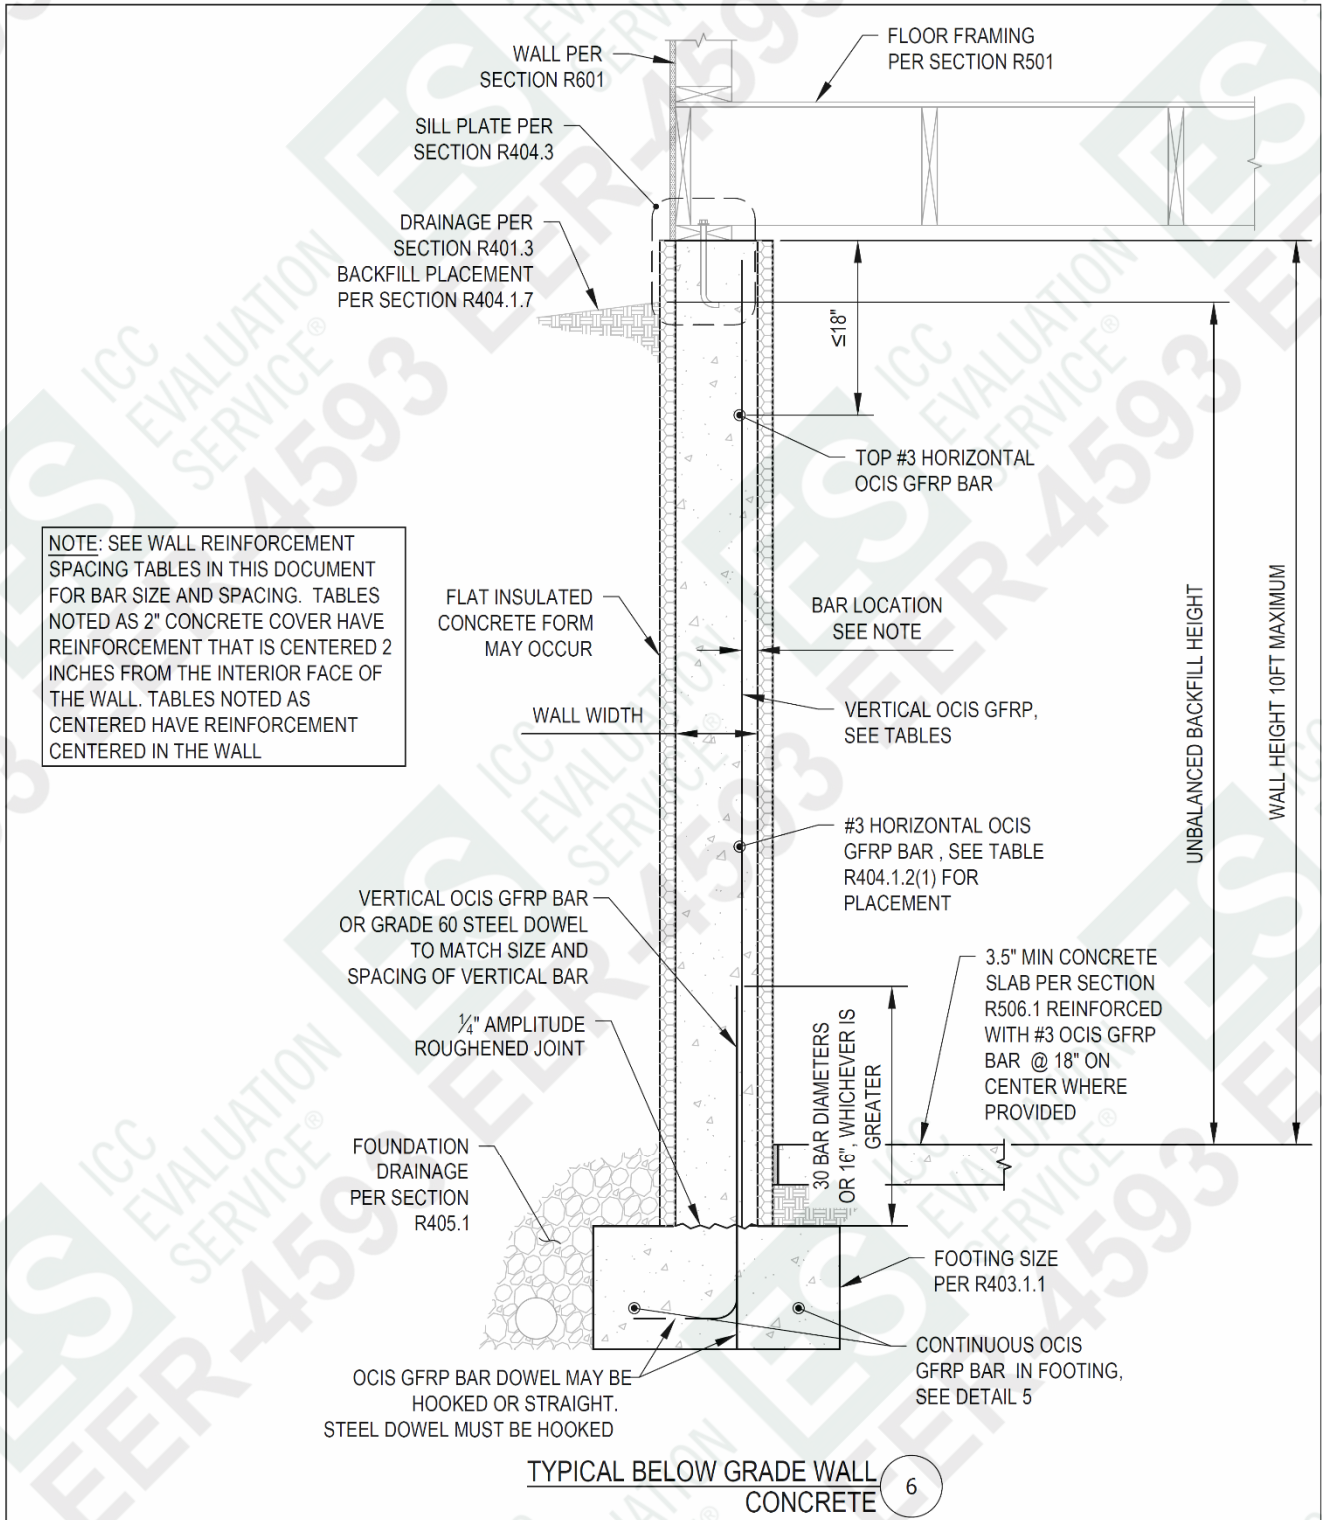 WALL PER
SECTION R601
FLOOR FRAMING
PER SECTION R501
SILL PLATE PER
SECTION R404.3
DRAINAGE PER
SECTION R401.3
BACKFILL PLACEMENT
PER SECTION R404.1.7
≤18"
TOP #3 HORIZONTAL
OCIS GFRP BAR
NOTE: SEE WALL REINFORCEMENT
SPACING TABLES IN THIS DOCUMENT
FOR BAR SIZE AND SPACING. TABLES
NOTED AS 2" CONCRETE COVER HAVE
REINFORCEMENT THAT IS CENTERED 2
INCHES FROM THE INTERIOR FACE OF
THE WALL. TABLES NOTED AS
CENTERED HAVE REINFORCEMENT
CENTERED IN THE WALL
FLAT INSULATED
CONCRETE FORM
MAY OCCUR
BAR LOCATION
SEE NOTE
WALL WIDTH
VERTICAL OCIS GFRP,
SEE TABLES
UNBALANCED BACKFILL HEIGHT
WALL HEIGHT 10FT MAXIMUM
#3 HORIZONTAL OCIS
GFRP BAR , SEE TABLE
R404.1.2(1) FOR
PLACEMENT
VERTICAL OCIS GFRP BAR
OR GRADE 60 STEEL DOWEL
TO MATCH SIZE AND
SPACING OF VERTICAL BAR
1/4" AMPLITUDE
ROUGHENED JOINT
30 BAR DIAMETERS
OR 16", WHICHEVER IS
GREATER
3.5" MIN CONCRETE
SLAB PER SECTION
R506.1 REINFORCED
WITH #3 OCIS GFRP
BAR @ 18" ON
CENTER WHERE
PROVIDED
FOUNDATION
DRAINAGE
PER SECTION
R405.1
FOOTING SIZE
PER R403.1.1
CONTINUOUS OCIS
GFRP BAR IN FOOTING,
SEE DETAIL 5
OCIS GFRP BAR DOWEL MAY BE
HOOKED OR STRAIGHT.
STEEL DOWEL MUST BE HOOKED
TYPICAL BELOW GRADE WALL
CONCRETE
6
ES
ICC
EVALUATION
SERVICE®
EER-4593